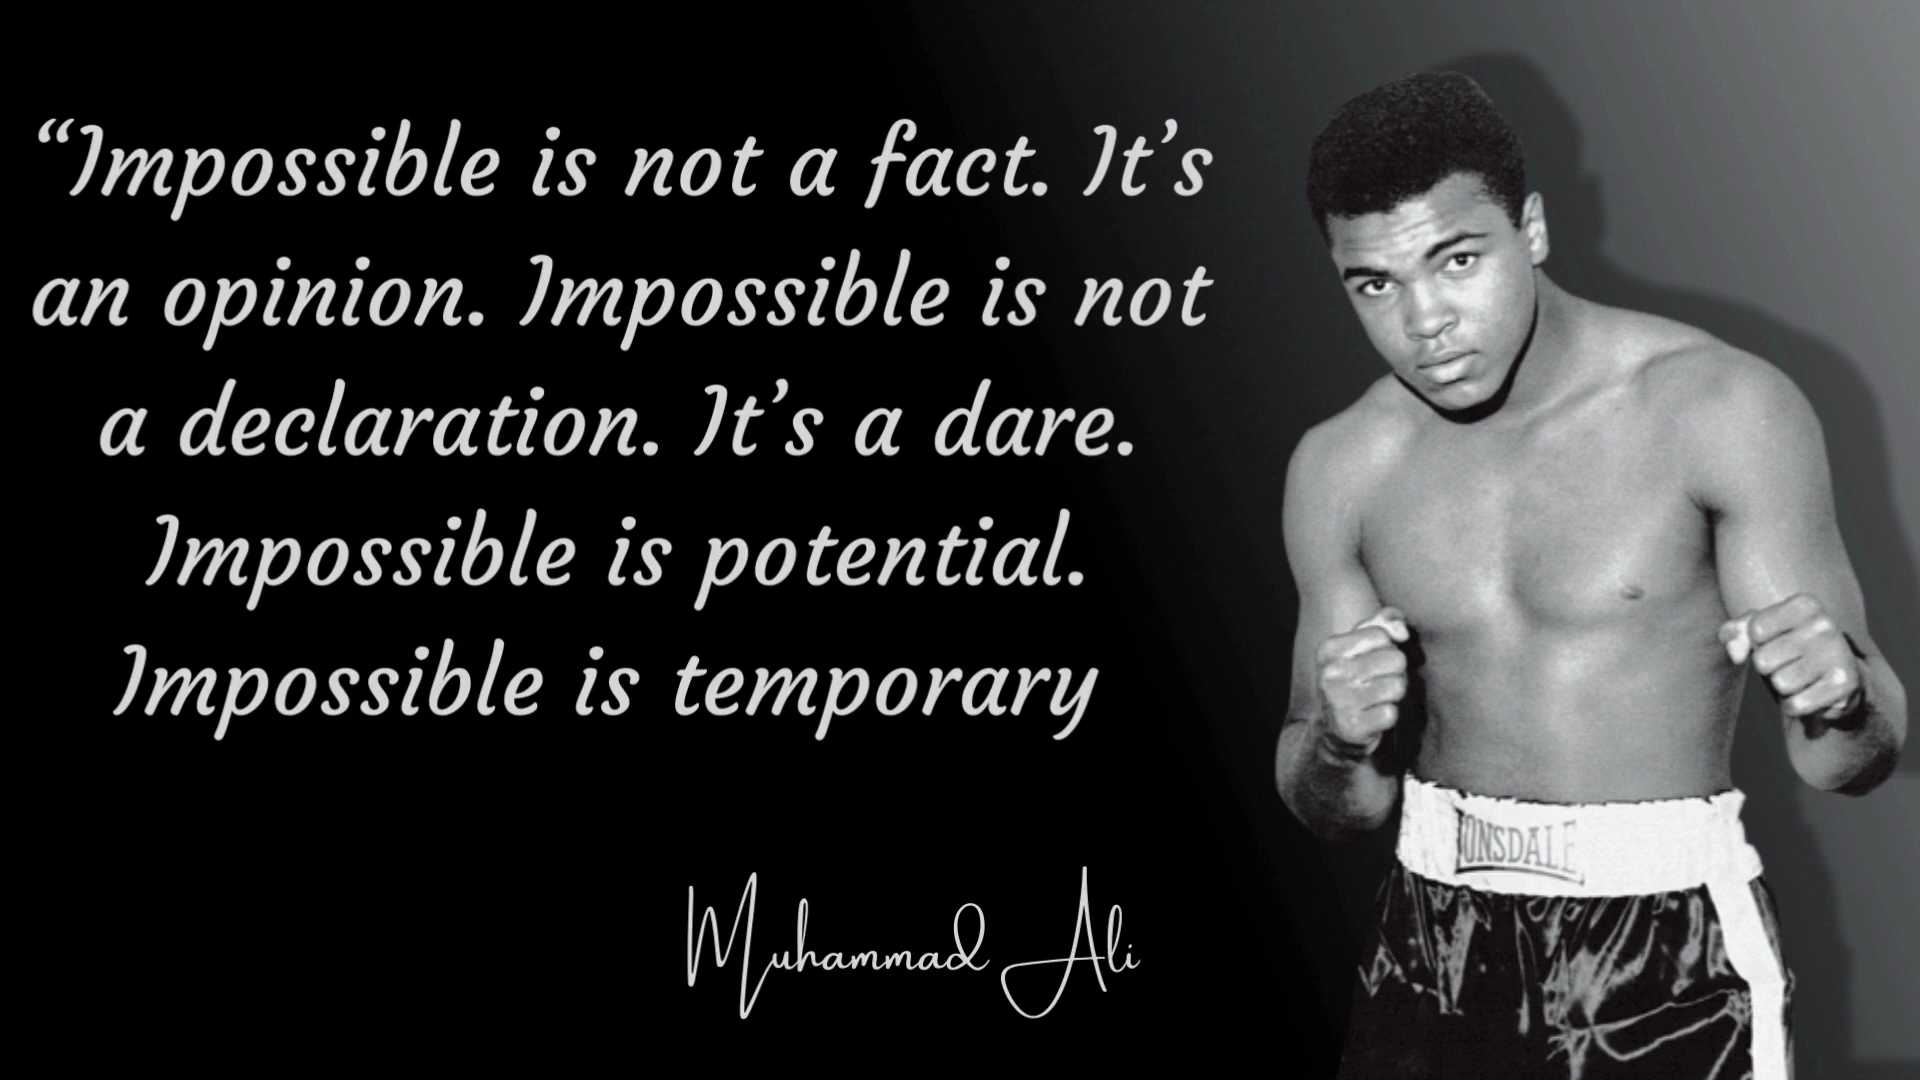 “Impossible is not a fact. It’s
an opinion. Impossible is not
a declaration. It’s a dare.
Impossible is potential.
Impossible is temporary
Muhammad Ali
LONSDALE